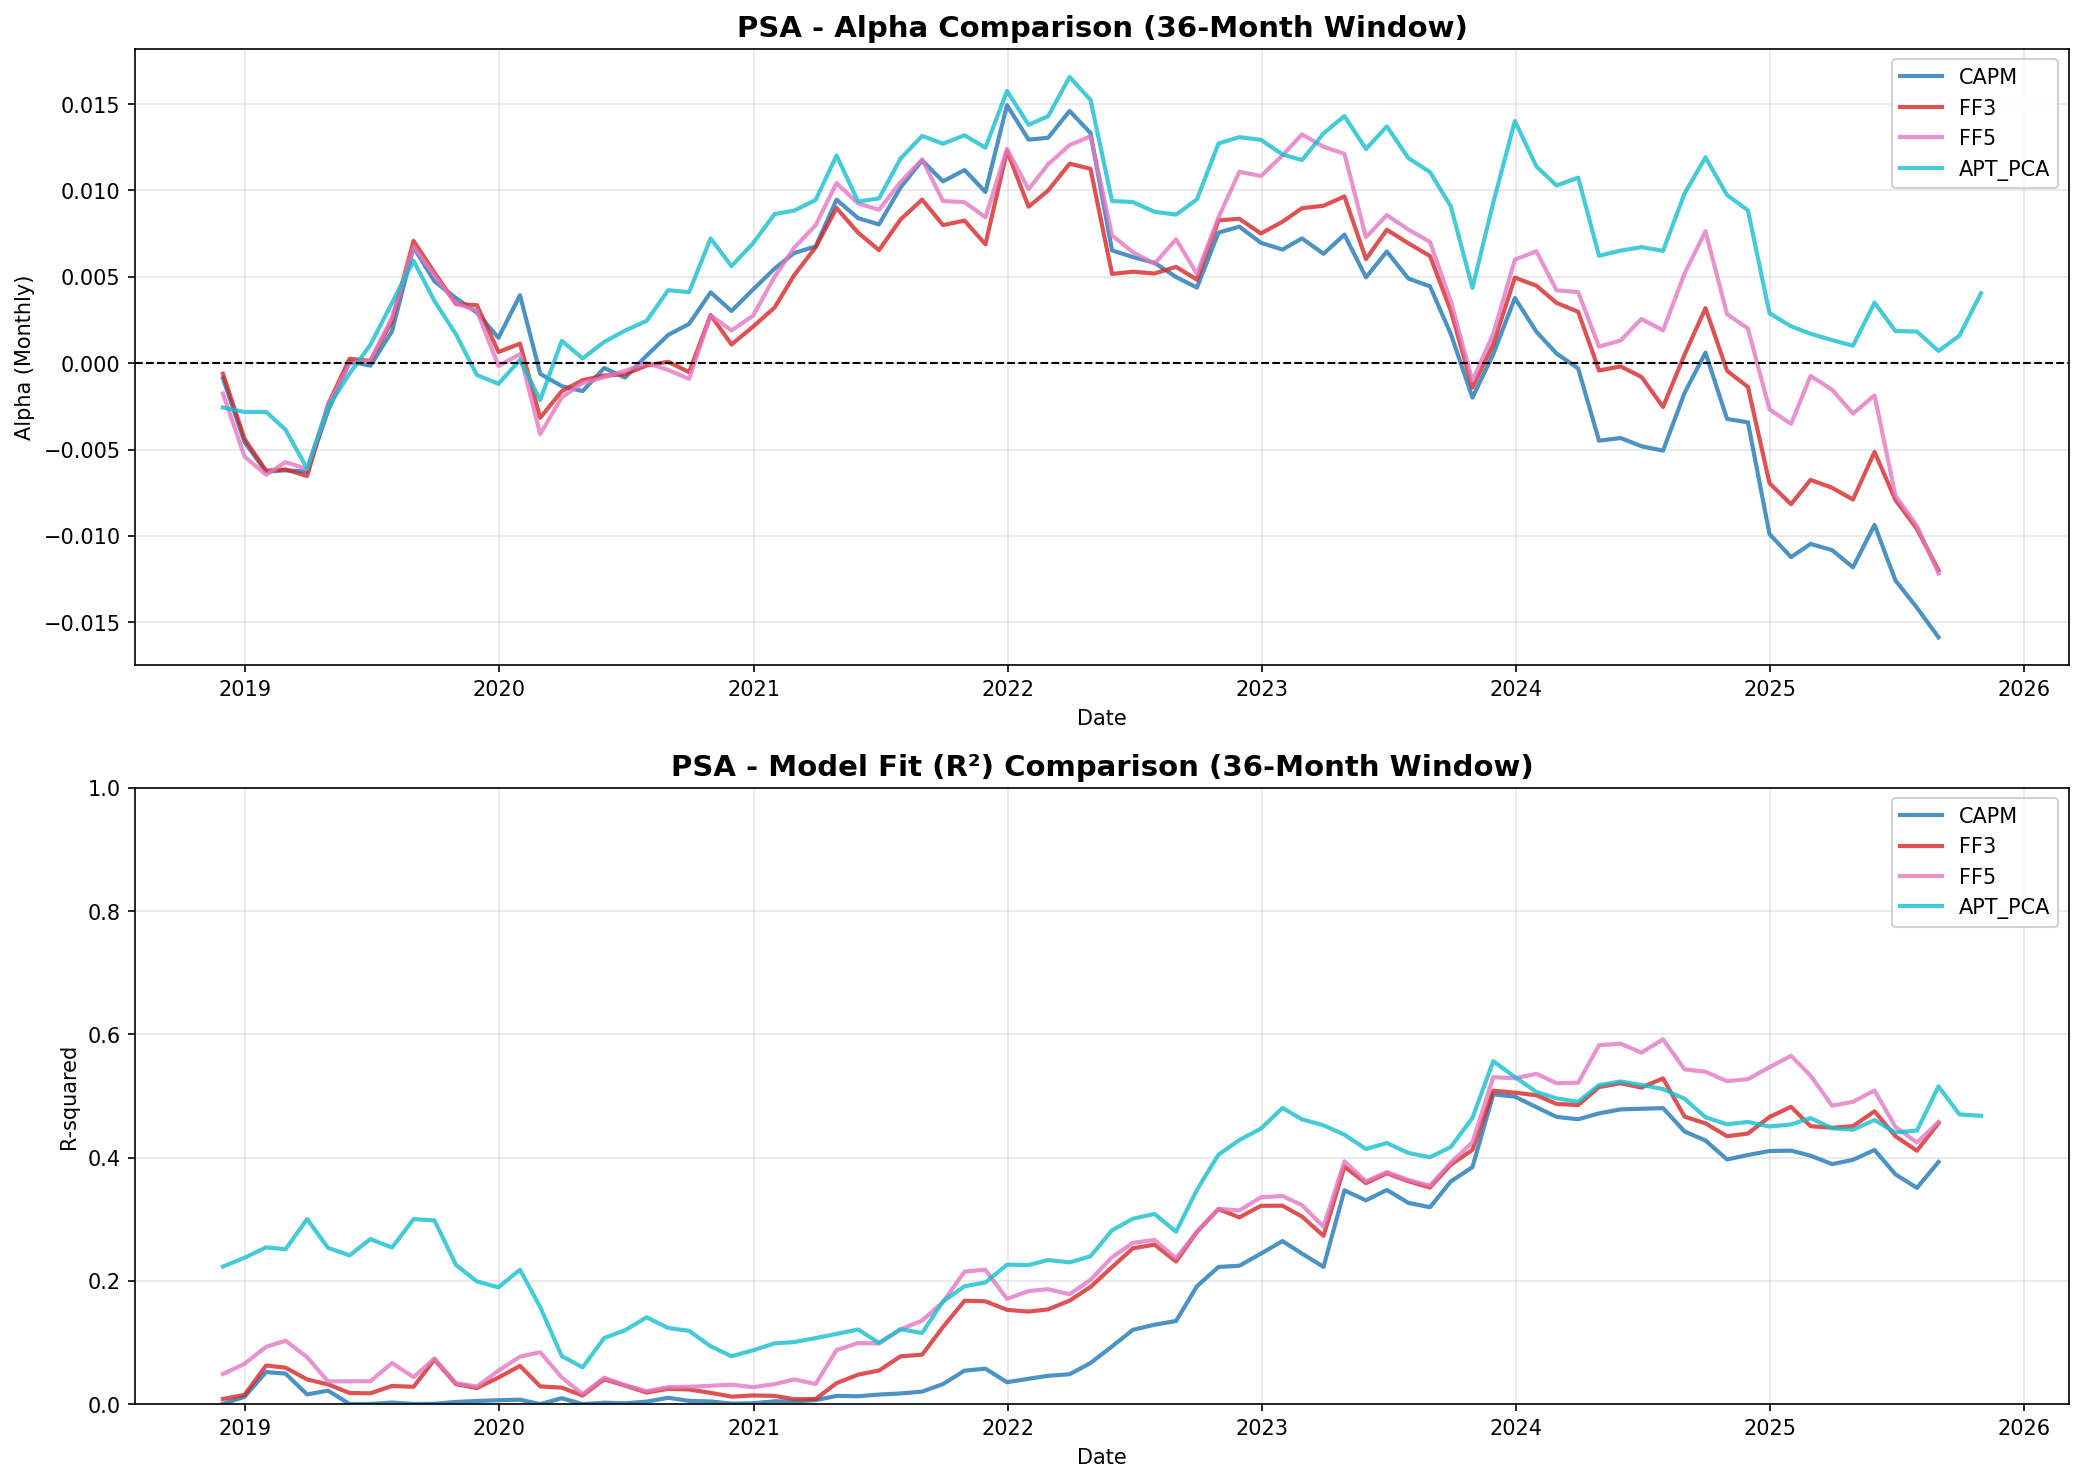 PSA - Alpha Comparison (36-Month Window)
CAPM
FF3
FF5
APT_PCA
0.015
0.010
0.005
0.000
−0.005
−0.010
−0.015
Alpha (Monthly)
2019 2020 2021 2022 2023 2024 2025 2026
Date
PSA - Model Fit (R²) Comparison (36-Month Window)
CAPM
FF3
FF5
APT_PCA
1.0
0.8
0.6
0.4
0.2
0.0
R-squared
2019 2020 2021 2022 2023 2024 2025 2026
Date